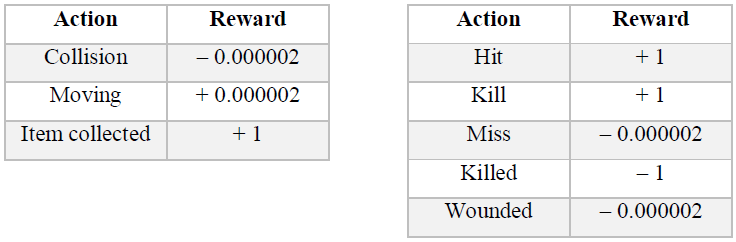 Action Reward
Collision – 0.000002
Moving + 0.000002
Item collected + 1
Action Reward
Hit + 1
Kill + 1
Miss – 0.000002
Killed – 1
Wounded – 0.000002